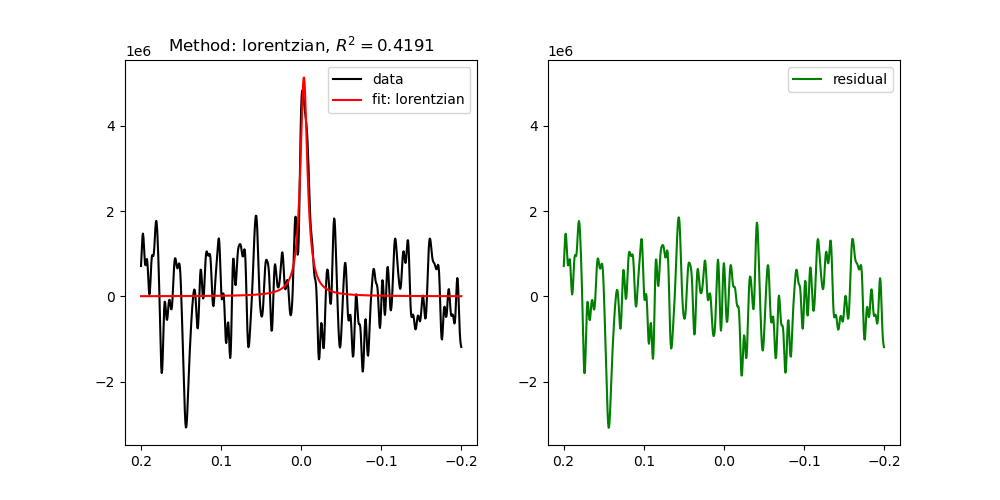 Method: lorentzian, $R^2 = 0.4191$
1e6
data
fit: lorentzian
4
2
0
−2
0.2 0.1 0.0 −0.1 −0.2
1e6
residual
4
2
0
−2
0.2 0.1 0.0 −0.1 −0.2